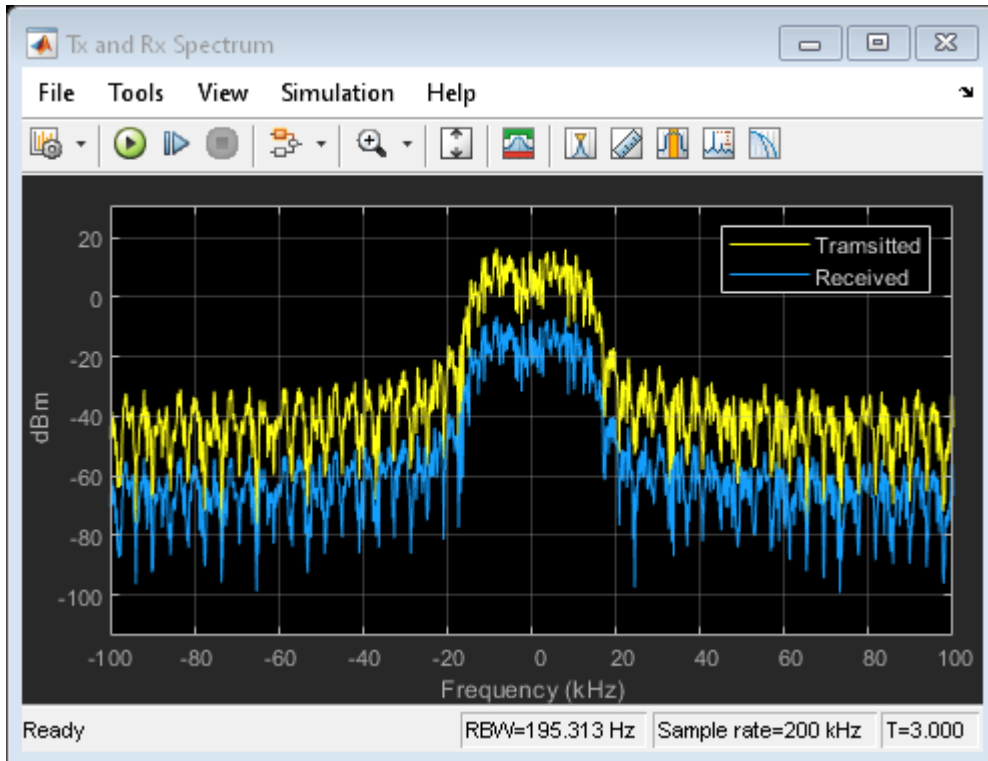 Tx and Rx Spectrum
File Tools View Simulation Help
Tramsitted
Received
20
0
-20
-40
-60
-80
-100
dBm
-100 -80 -60 -40 -20 0 20 40 60 80 100
Frequency (kHz)
Ready RBW=195.313 Hz Sample rate=200 kHz T=3.000